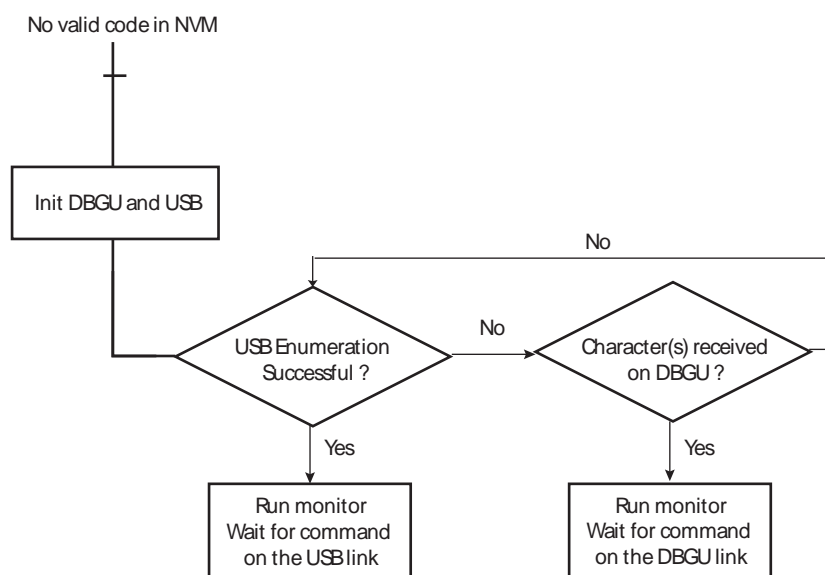 No valid code in NVM
Init DBGU and USB
No
USB Enumeration
Successful ?
No
Character(s) received
on DBGU ?
Yes
Yes
Run monitor
Wait for command
on the USB link
Run monitor
Wait for command
on the DBGU link